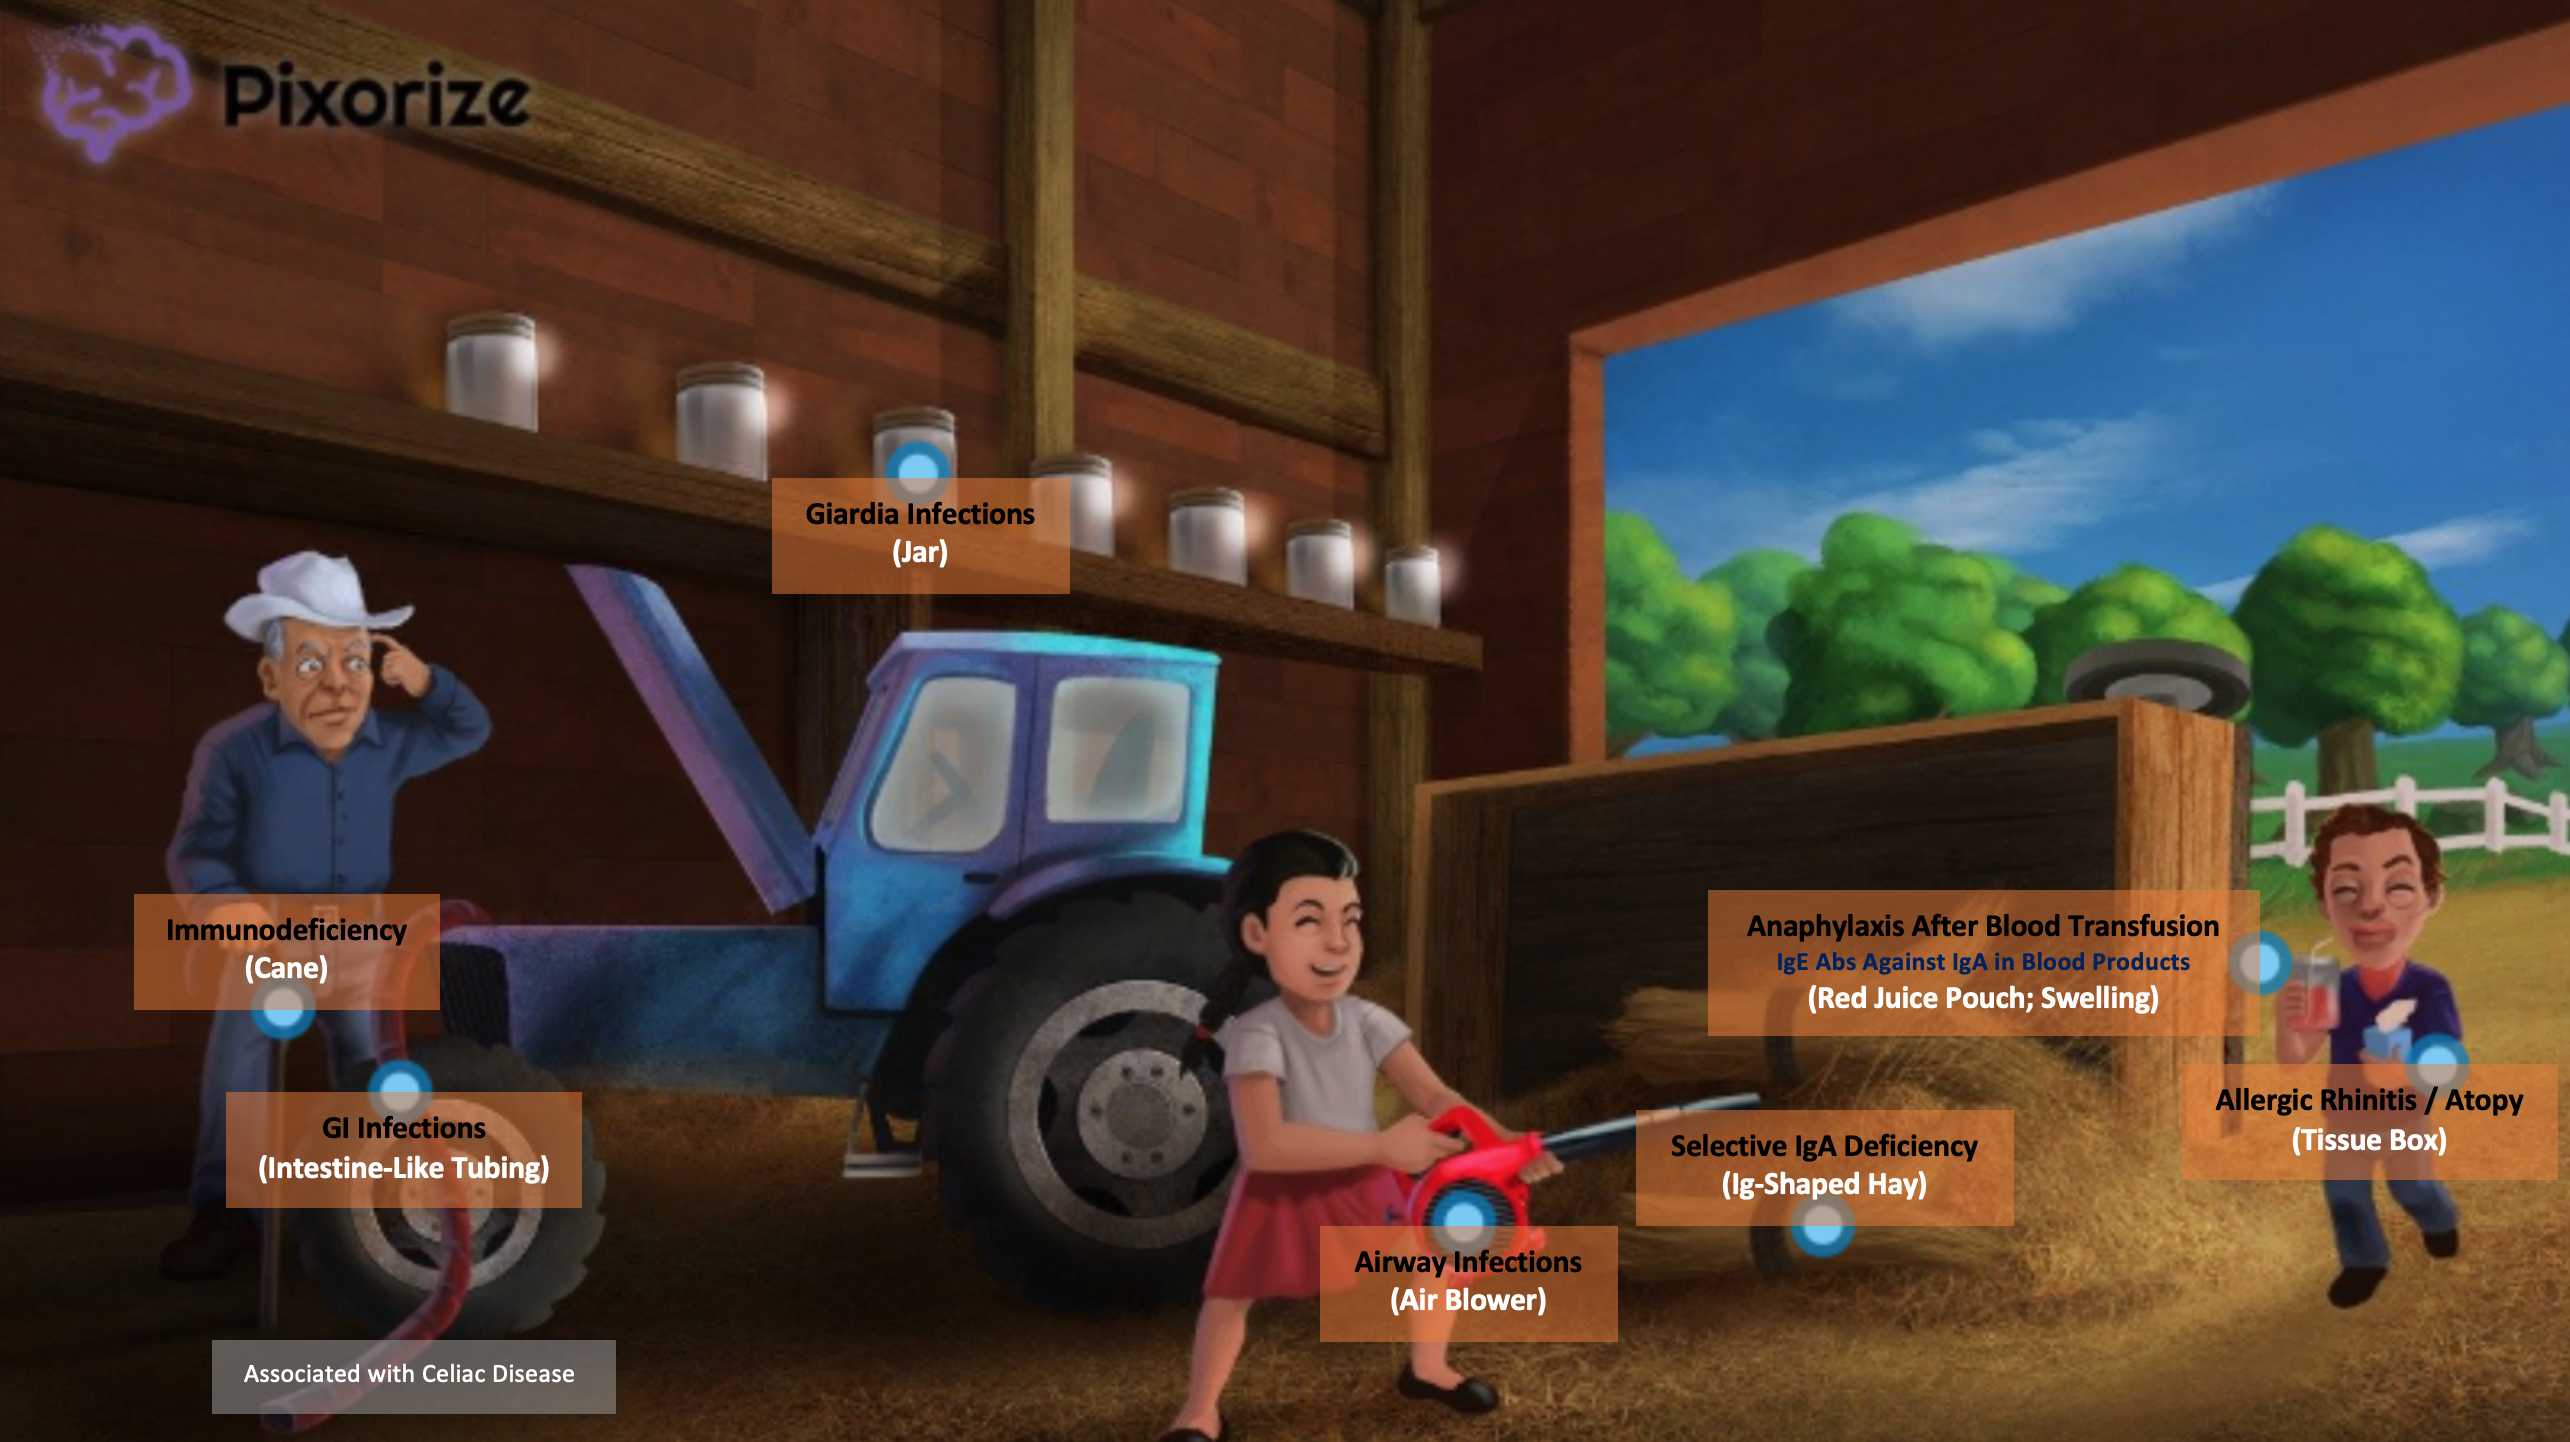 Pixorize
Giardia Infections
(Jar)
Immunodeficiency
(Cane)
Anaphylaxis After Blood Transfusion
IgE Abs Against IgA in Blood Products
(Red Juice Pouch; Swelling)
GI Infections
(Intestine-Like Tubing)
Allergic Rhinitis / Atopy
(Tissue Box)
Selective IgA Deficiency
(Ig-Shaped Hay)
Airway Infections
(Air Blower)
Associated with Celiac Disease